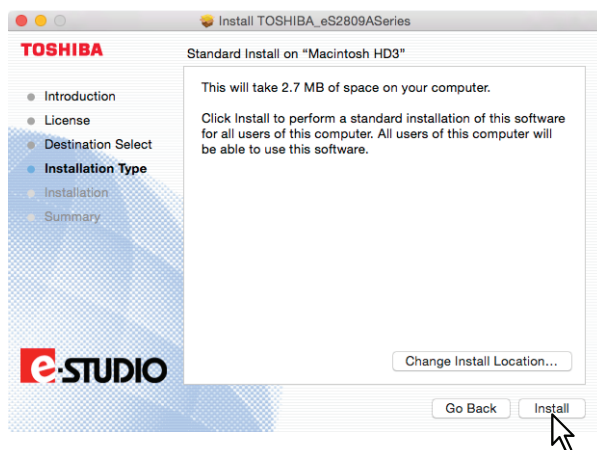 Install TOSHIBA_eS2809ASeries
TOSHIBA
Standard Install on “Macintosh HD3”
Introduction
License
Destination Select
Installation Type
Installation
Summary
This will take 2.7 MB of space on your computer.
Click Install to perform a standard installation of this software
for all users of this computer. All users of this computer will
be able to use this software.
e-STUDIO
Change Install Location...
Go Back
Install